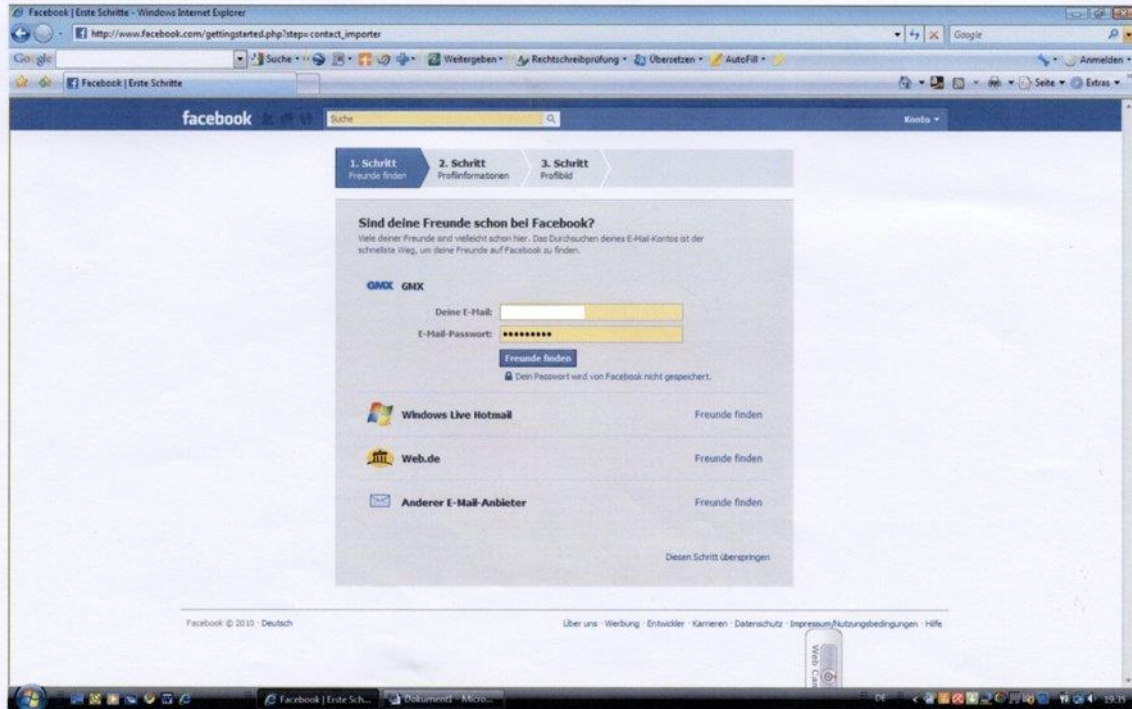 Facebook | Erste Schritte - Windows Internet Explorer
http://www.facebook.com/gettingstarted.php?step=contact_importer
Google
Google
Suche
Weitergeben
Rechtschreibprüfung
Übersetzen
AutoFill
Anmelden
Facebook | Erste Schritte
Seite
Extras
facebook
Suche
Konto
1. Schritt
Freunde finden
2. Schritt
Profilinformationen
3. Schritt
Profilbild
Sind deine Freunde schon bei Facebook?
Viele deiner Freunde sind vielleicht schon hier. Das Durchsuchen deines E-Mail-Kontos ist der
schnellste Weg, um deine Freunde auf Facebook zu finden.
GMX GMX
Deine E-Mail:
E-Mail-Passwort: •••••••••
Freunde finden
Dein Passwort wird von Facebook nicht gespeichert.
Windows Live Hotmail Freunde finden
Web.de Freunde finden
Anderer E-Mail-Anbieter Freunde finden
Diesen Schritt überspringen
Facebook © 2010 · Deutsch
Über uns · Werbung · Entwickler · Karrieren · Datenschutz · Impressum/Nutzungsbedingungen · Hilfe
Web Cam
Facebook | Erste Sch...
Dokument1 - Micro...
DE
19:35